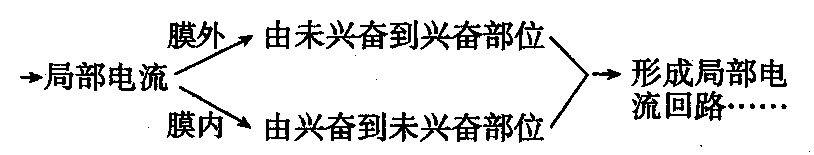 膜外
由未兴奋到兴奋部位
→局部电流
→形成局部电
流回路……
膜内
由兴奋到未兴奋部位